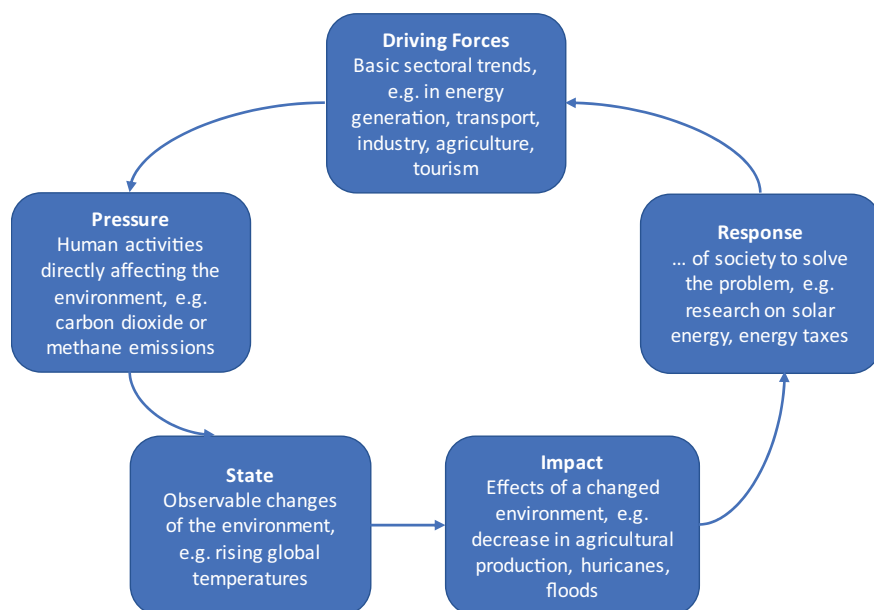 Driving Forces
Basic sectoral trends,
e.g. in energy
generation, transport,
industry, agriculture,
tourism
Pressure
Human activities
directly affecting the
environment, e.g.
carbon dioxide or
methane emissions
State
Observable changes
of the environment,
e.g. rising global
temperatures
Impact
Effects of a changed
environment, e.g.
decrease in agricultural
production, huricanes,
floods
Response
... of society to solve
the problem, e.g.
research on solar
energy, energy taxes